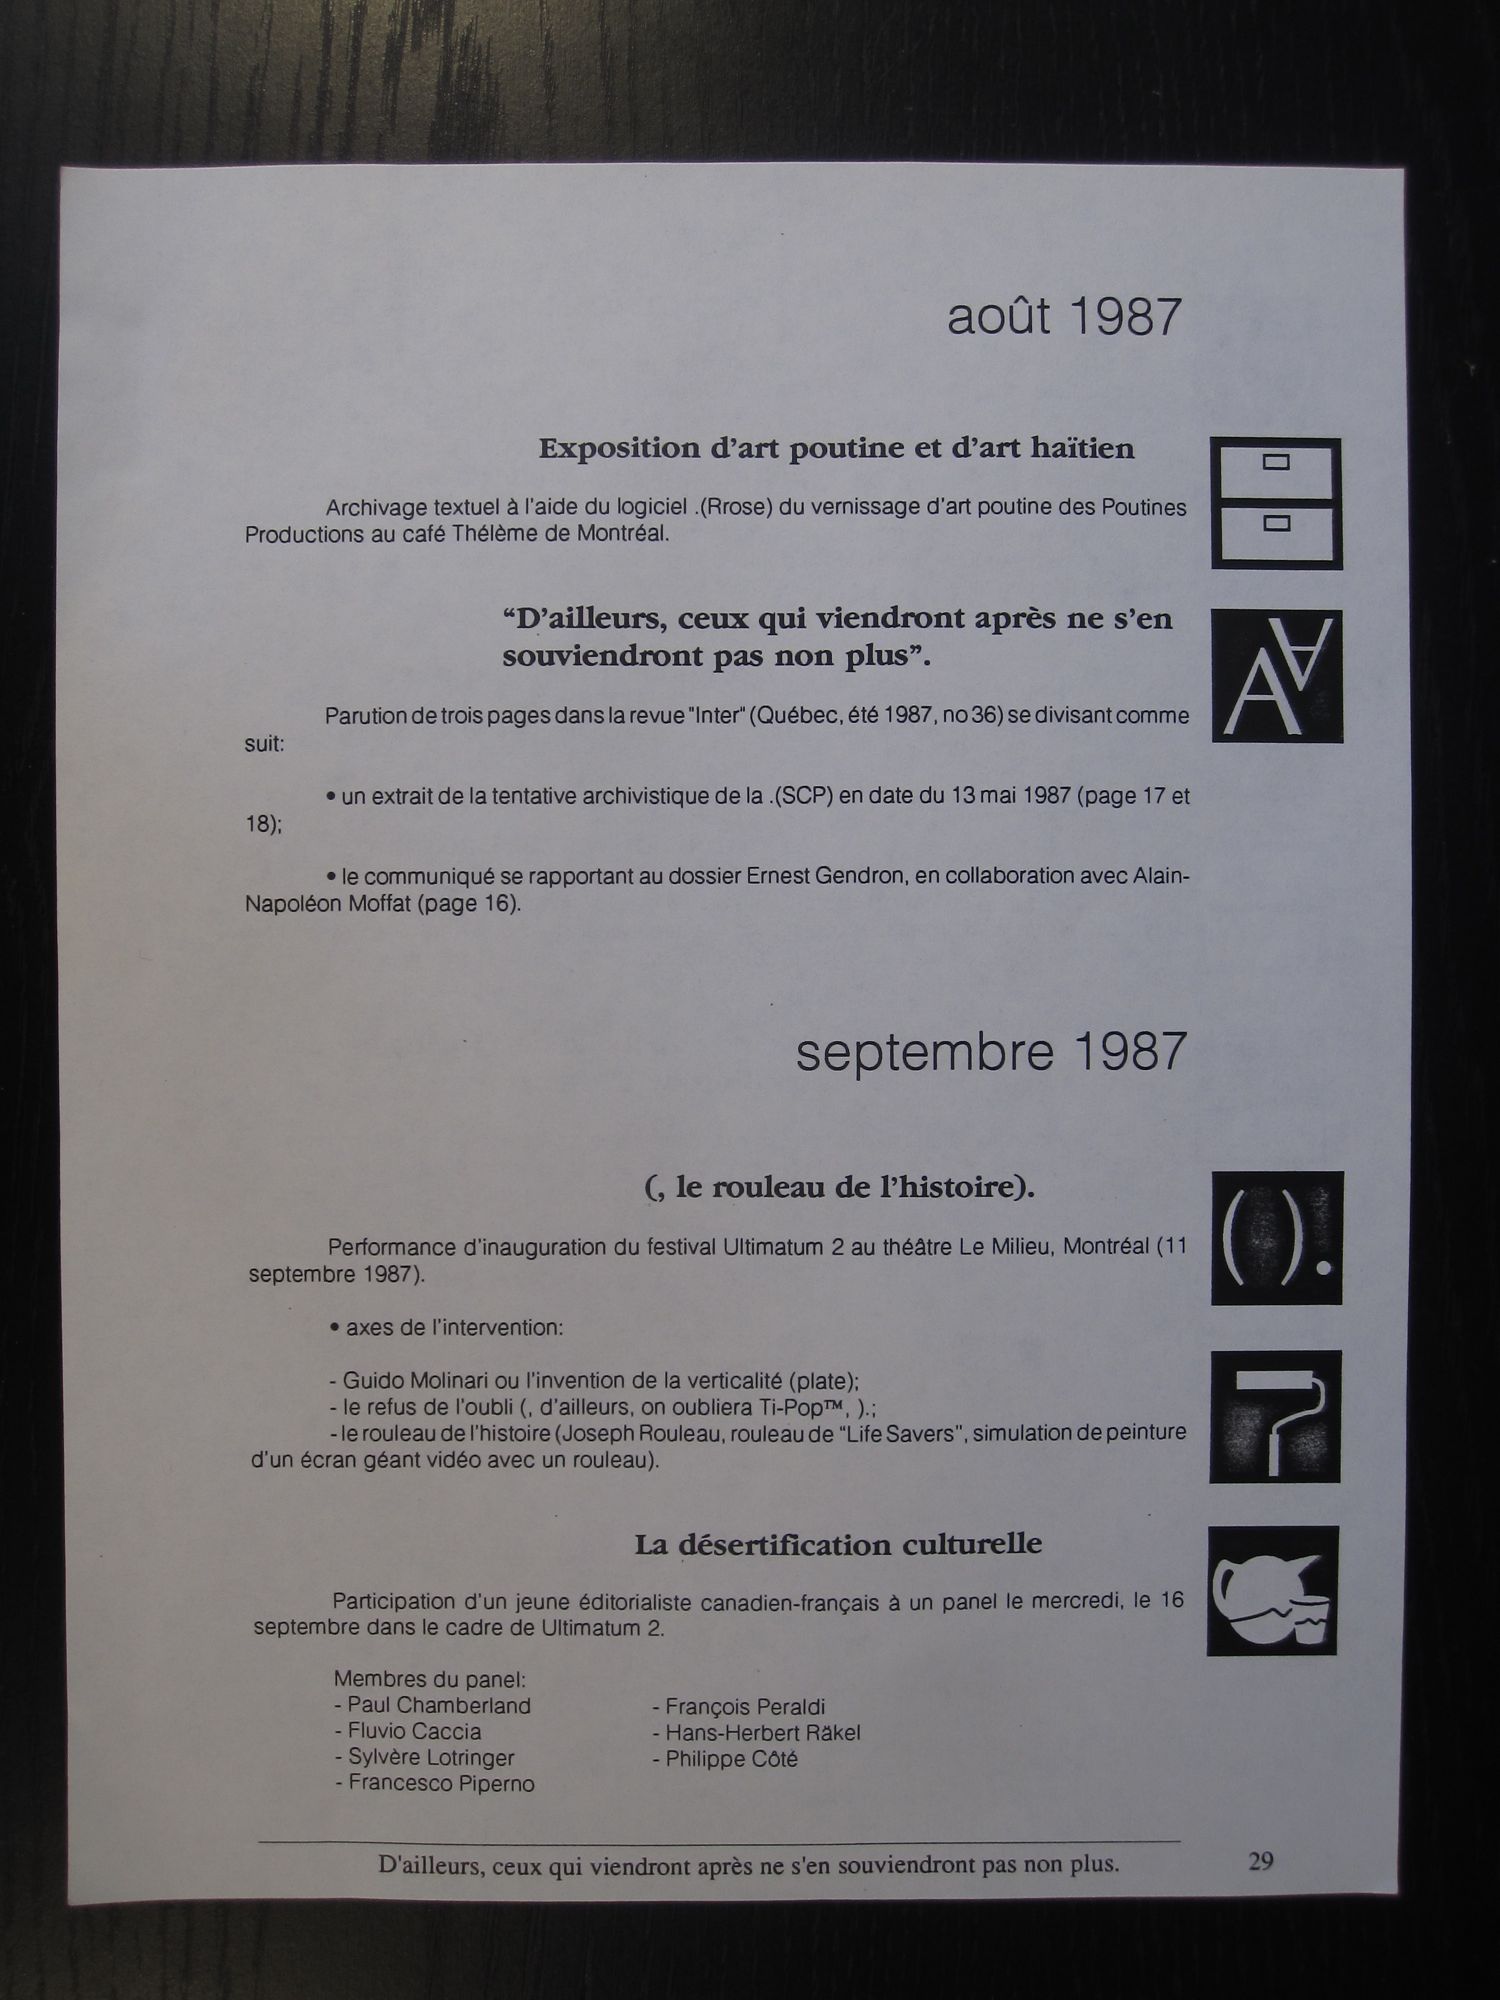 août 1987
Exposition d'art poutine et d'art haïtien
Archivage textuel à l'aide du logiciel .(Rrose) du vernissage d'art poutine des Poutines
Productions au café Thélème de Montréal.
“D'ailleurs, ceux qui viendront après ne s'en
souviendront pas non plus”.
Parution de trois pages dans la revue "Inter" (Québec, été 1987, no 36) se divisant comme
suit:
• un extrait de la tentative archivistique de la .(SCP) en date du 13 mai 1987 (page 17 et
18);
• le communiqué se rapportant au dossier Ernest Gendron, en collaboration avec Alain-
Napoléon Moffat (page 16).
septembre 1987
(, le rouleau de l'histoire).
Performance d'inauguration du festival Ultimatum 2 au théâtre Le Milieu, Montréal (11
septembre 1987).
• axes de l'intervention:
- Guido Molinari ou l'invention de la verticalité (plate);
- le refus de l'oubli (, d'ailleurs, on oubliera Ti-Pop™, ).;
- le rouleau de l'histoire (Joseph Rouleau, rouleau de "Life Savers", simulation de peinture
d'un écran géant vidéo avec un rouleau).
La désertification culturelle
Participation d'un jeune éditorialiste canadien-français à un panel le mercredi, le 16
septembre dans le cadre de Ultimatum 2.
Membres du panel:
- Paul Chamberland - François Peraldi
- Fluvio Caccia - Hans-Herbert Räkel
- Sylvère Lotringer - Philippe Côté
- Francesco Piperno
D'ailleurs, ceux qui viendront après ne s'en souviendront pas non plus. 29
A A
( ) .